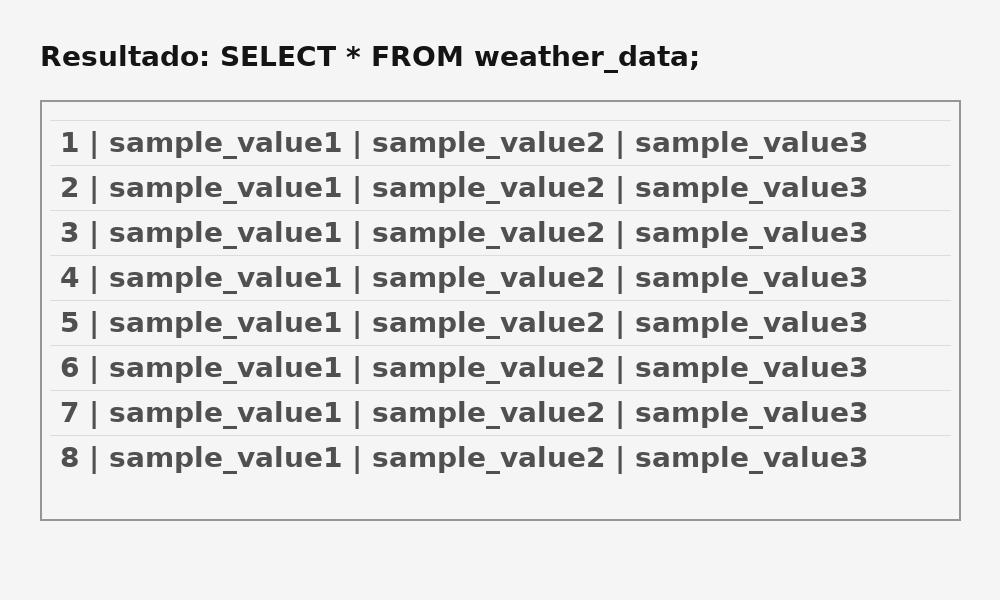 Resultado: SELECT * FROM weather_data;
1 | sample_value1 | sample_value2 | sample_value3
2 | sample_value1 | sample_value2 | sample_value3
3 | sample_value1 | sample_value2 | sample_value3
4 | sample_value1 | sample_value2 | sample_value3
5 | sample_value1 | sample_value2 | sample_value3
6 | sample_value1 | sample_value2 | sample_value3
7 | sample_value1 | sample_value2 | sample_value3
8 | sample_value1 | sample_value2 | sample_value3